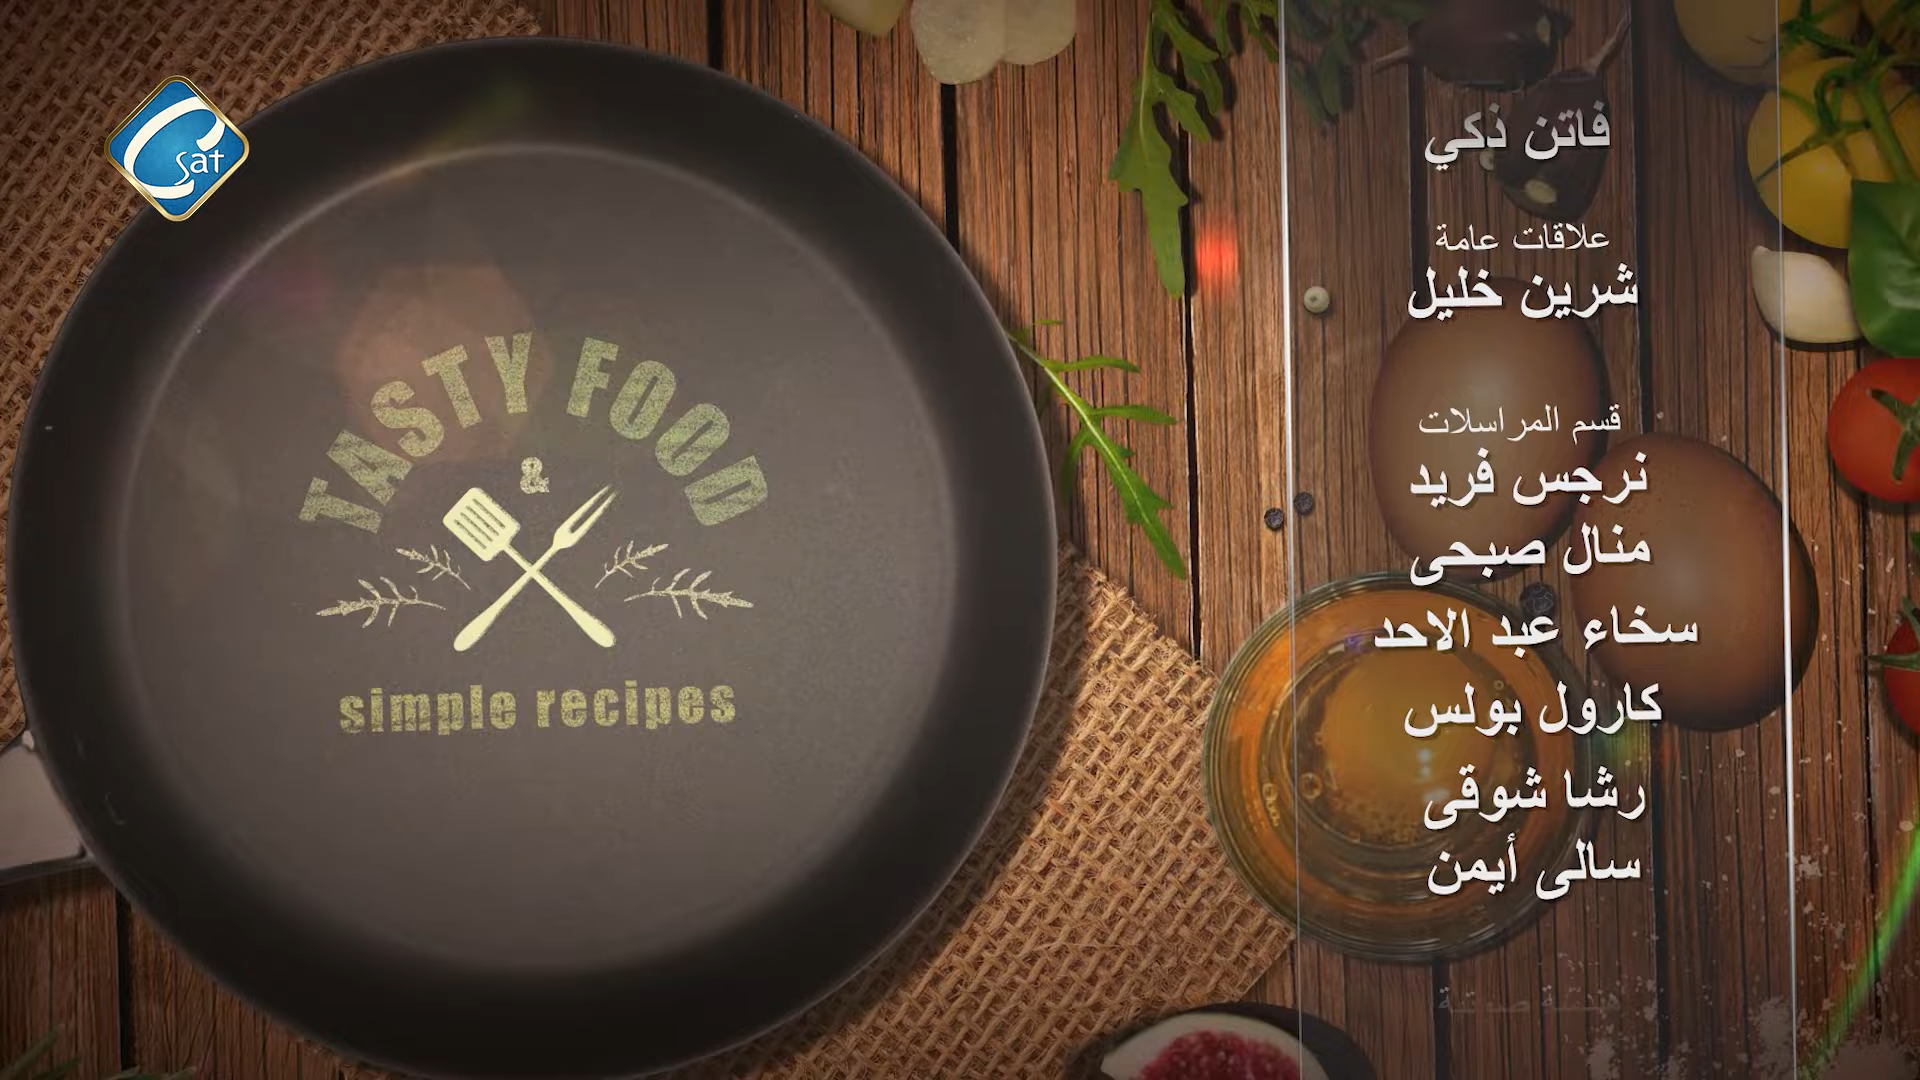 C sat
TASTY FOOD
&
simple recipes
فاتن ذكي
علاقات عامة
شرين خليل
قسم المراسلات
نرجس فريد
منال صبحى
سخاء عبد الاحد
كارول بولس
رشا شوقى
سالى أيمن